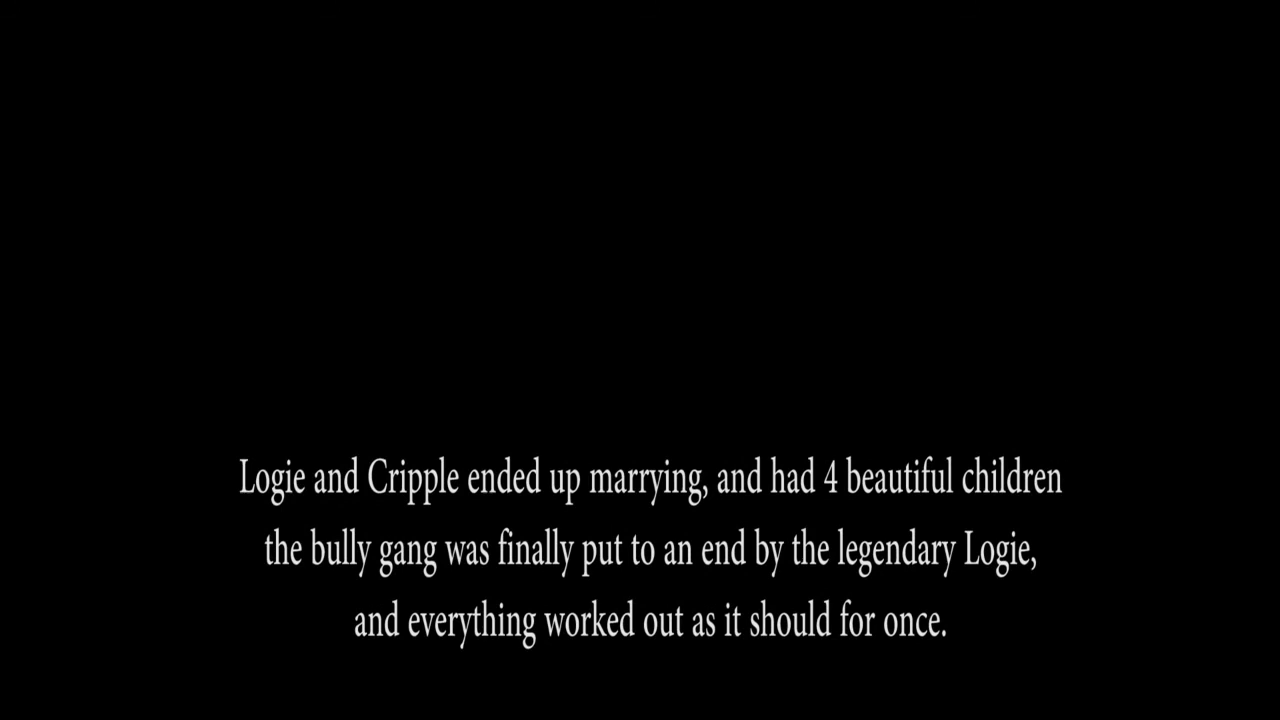 Logie and Cripple ended up marrying, and had 4 beautiful children
the bully gang was finally put to an end by the legendary Logie,
and everything worked out as it should for once.